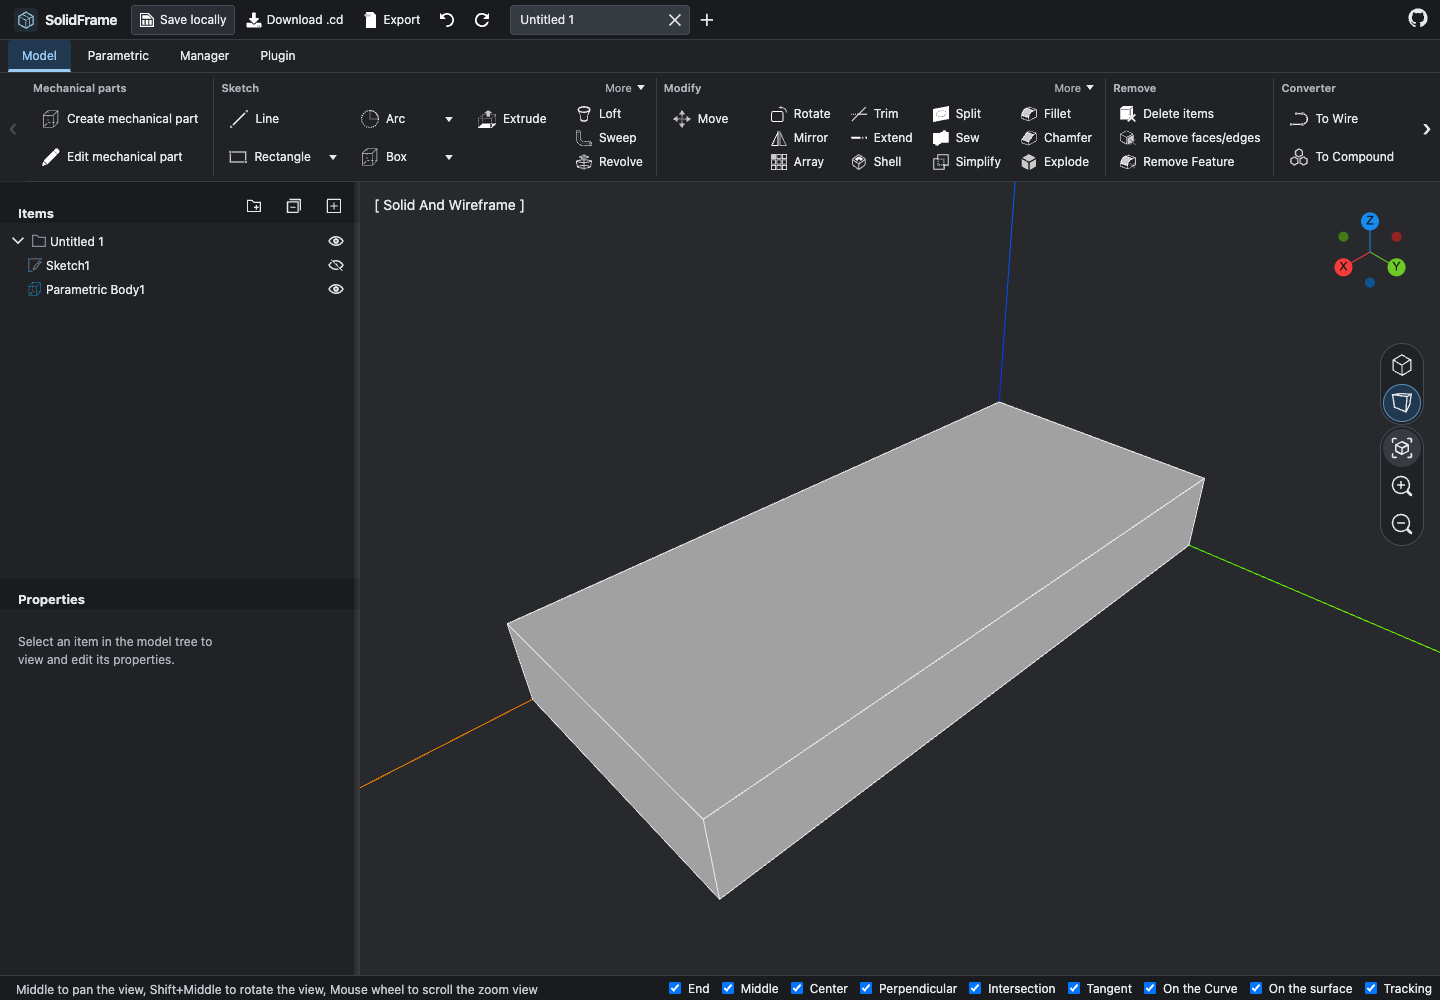 SolidFrame
Save locally
Download .cd
Export
Untitled 1
Model
Parametric
Manager
Plugin
Mechanical parts
Create mechanical part
Edit mechanical part
Sketch
More
Line
Arc
Extrude
Rectangle
Box
Loft
Sweep
Revolve
Modify
More
Move
Rotate
Mirror
Array
Trim
Extend
Shell
Split
Sew
Simplify
Fillet
Chamfer
Explode
Remove
Delete items
Remove faces/edges
Remove Feature
Converter
To Wire
To Compound
Items
Untitled 1
Sketch1
Parametric Body1
Properties
Select an item in the model tree to
view and edit its properties.
[ Solid And Wireframe ]
Z
X
Y
Middle to pan the view, Shift+Middle to rotate the view, Mouse wheel to scroll the zoom view
End
Middle
Center
Perpendicular
Intersection
Tangent
On the Curve
On the surface
Tracking